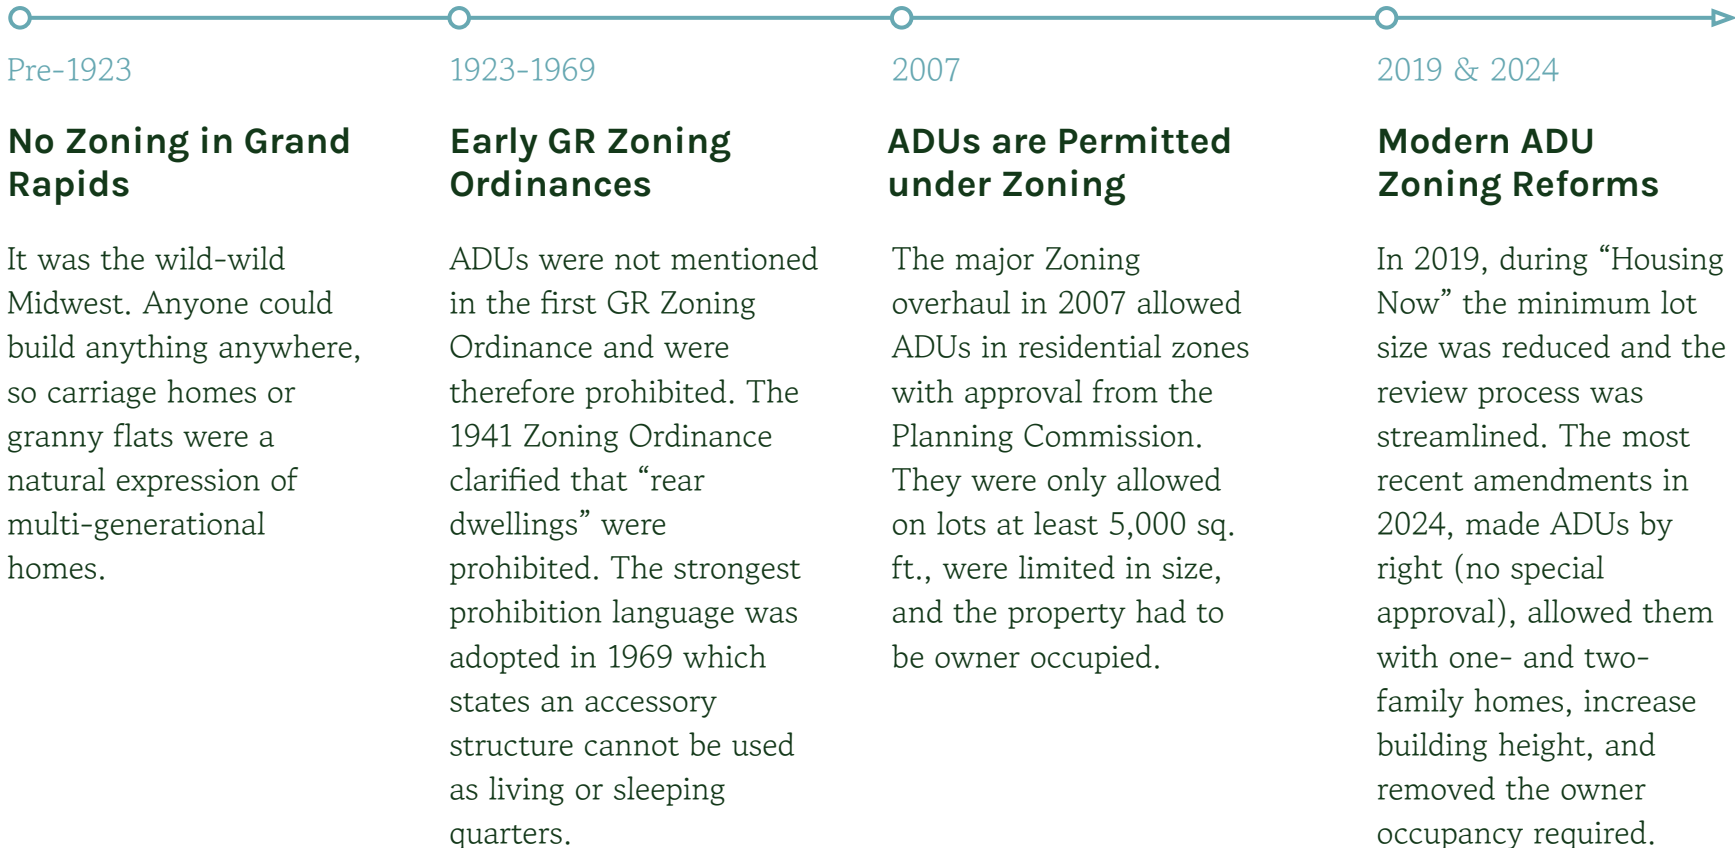 Pre-1923
No Zoning in Grand
Rapids
It was the wild-wild
Midwest. Anyone could
build anything anywhere,
so carriage homes or
granny flats were a
natural expression of
multi-generational
homes.
1923-1969
Early GR Zoning
Ordinances
ADUs were not mentioned
in the first GR Zoning
Ordinance and were
therefore prohibited. The
1941 Zoning Ordinance
clarified that “rear
dwellings” were
prohibited. The strongest
prohibition language was
adopted in 1969 which
states an accessory
structure cannot be used
as living or sleeping
quarters.
2007
ADUs are Permitted
under Zoning
The major Zoning
overhaul in 2007 allowed
ADUs in residential zones
with approval from the
Planning Commission.
They were only allowed
on lots at least 5,000 sq.
ft., were limited in size,
and the property had to
be owner occupied.
2019 & 2024
Modern ADU
Zoning Reforms
In 2019, during “Housing
Now” the minimum lot
size was reduced and the
review process was
streamlined. The most
recent amendments in
2024, made ADUs by
right (no special
approval), allowed them
with one- and two-
family homes, increase
building height, and
removed the owner
occupancy required.